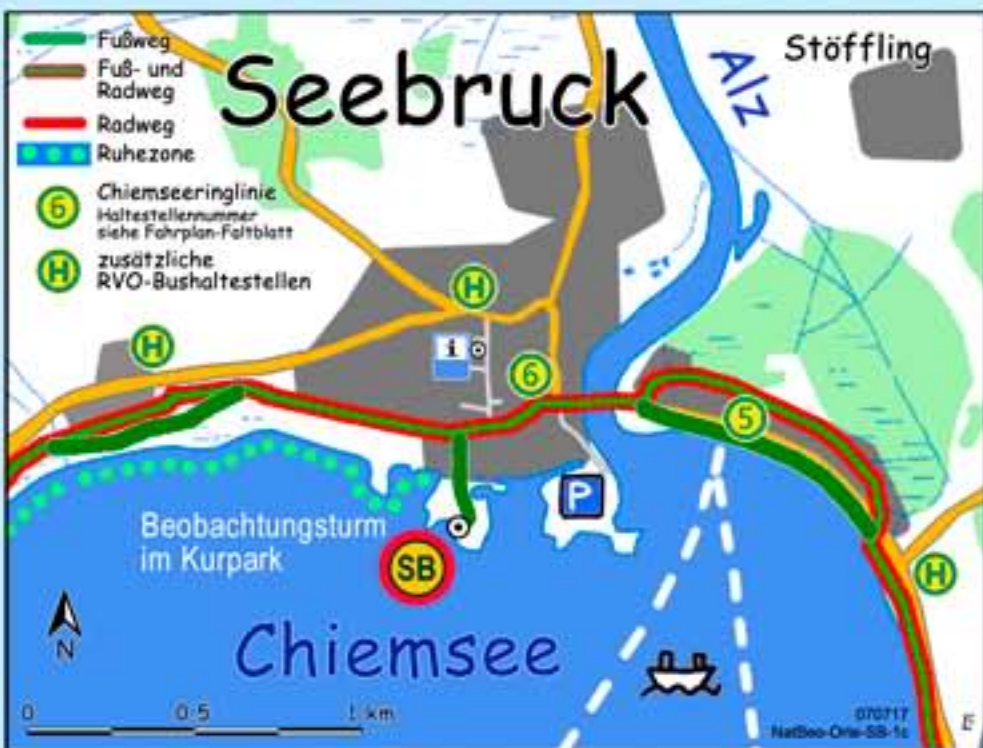 Fußweg
Fuß- und
Radweg
Radweg
Ruhezone
6
Chiemseeringlinie
Haltestellennummer
siehe Fahrplan-Faltblatt
H
zusätzliche
RVO-Bushaltestellen
Seebruck
Alz
Stöffling
H
H
i
6
5
P
H
Beobachtungsturm
im Kurpark
SB
Chiemsee
N
0
0.5
1 km
070717
NatBeo-Orte-SB-1c
E